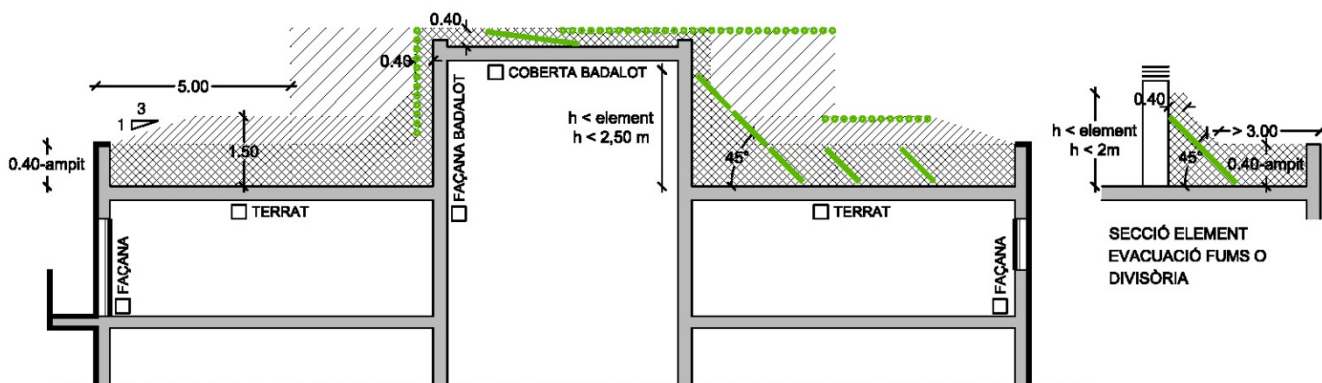 0.40
0.40
5.00
3
1
1.50
0.40-ampit
COBERTA BADALOT
FAÇANA BADALOT
h < element
h < 2,50 m
45°
TERRAT
TERRAT
FAÇANA
FAÇANA
h < element
h < 2m
0.40
> 3.00
45°
0.40-ampit
SECCIÓ ELEMENT
EVACUACIÓ FUMS O
DIVISÒRIA